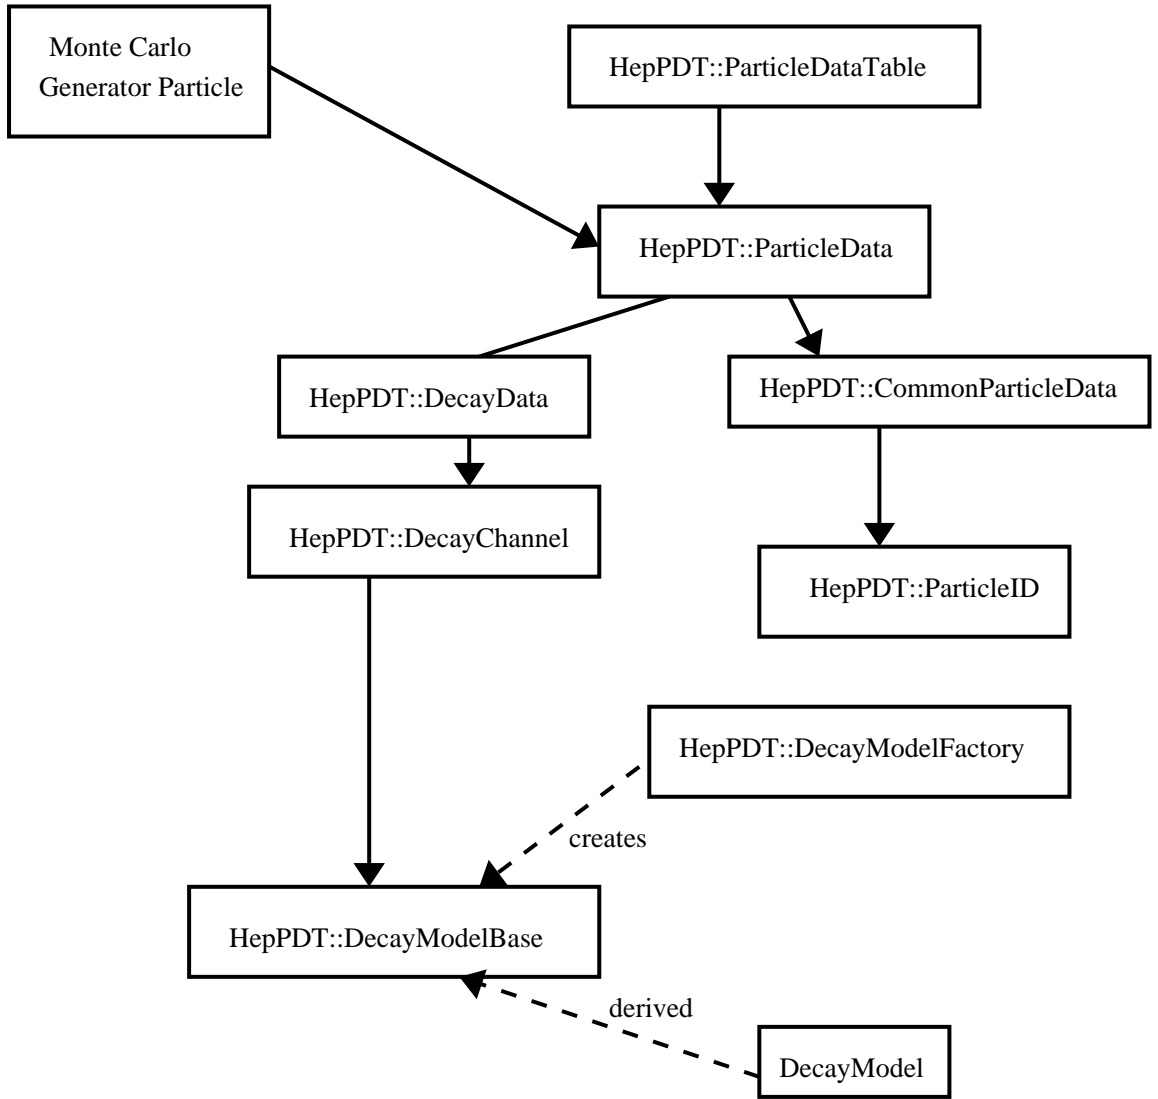 Monte Carlo
Generator Particle
HepPDT::ParticleDataTable
HepPDT::ParticleData
HepPDT::DecayData
HepPDT::CommonParticleData
HepPDT::DecayChannel
HepPDT::ParticleID
HepPDT::DecayModelFactory
creates
HepPDT::DecayModelBase
derived
DecayModel